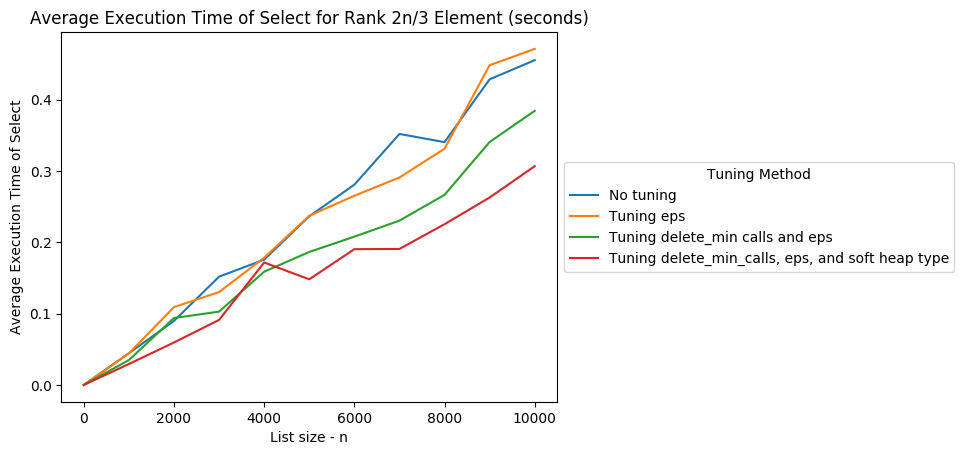 Average Execution Time of Select for Rank 2n/3 Element (seconds)
Average Execution Time of Select
0.4
0.3
0.2
0.1
0.0
0
2000
4000
6000
8000
10000
List size - n
Tuning Method
No tuning
Tuning eps
Tuning delete_min calls and eps
Tuning delete_min_calls, eps, and soft heap type